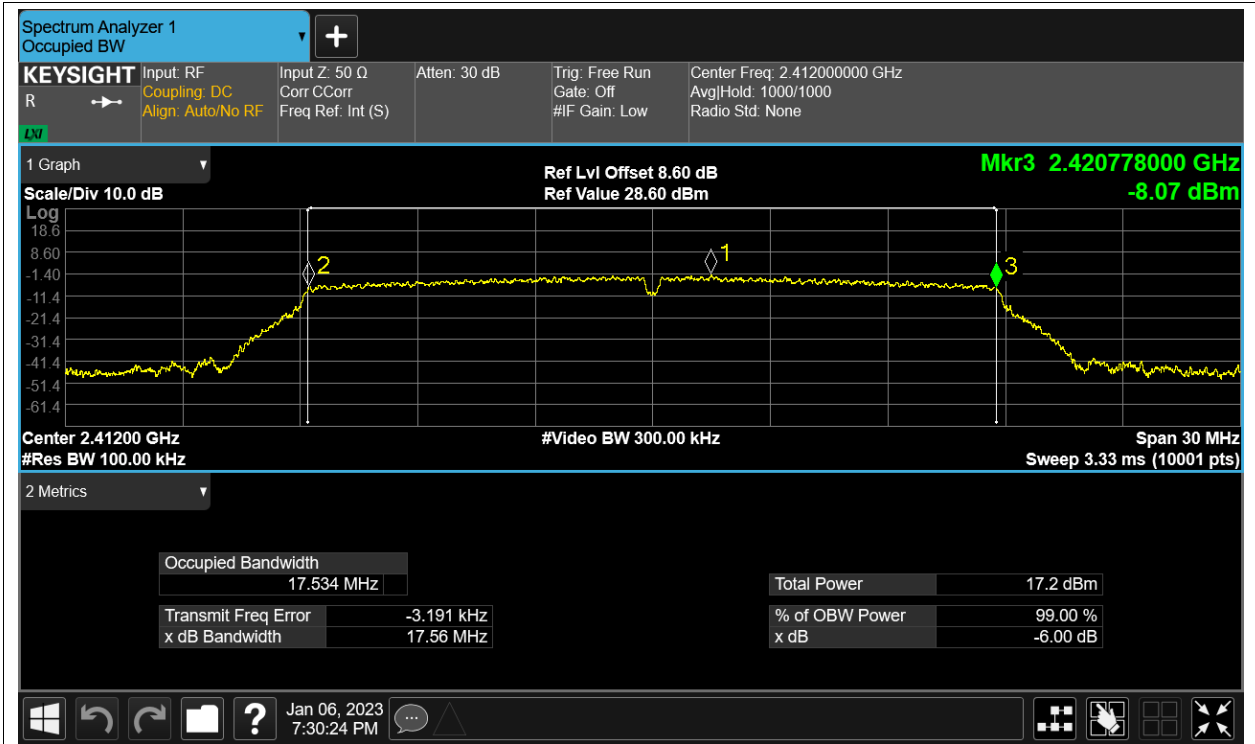 Spectrum Analyzer 1
Occupied BW
KEYSIGHT
R
LXI
Input: RF
Coupling: DC
Align: Auto/No RF
Input Z: 50 Ω
Corr CCorr
Freq Ref: Int (S)
Atten: 30 dB
Trig: Free Run
Gate: Off
#IF Gain: Low
Center Freq: 2.412000000 GHz
Avg|Hold: 1000/1000
Radio Std: None
1 Graph
Scale/Div 10.0 dB
Ref Lvl Offset 8.60 dB
Ref Value 28.60 dBm
Mkr3 2.420778000 GHz
-8.07 dBm
Log
18.6
8.60
-1.40
-11.4
-21.4
-31.4
-41.4
-51.4
-61.4
2
1
3
Center 2.41200 GHz
#Res BW 100.00 kHz
#Video BW 300.00 kHz
Span 30 MHz
Sweep 3.33 ms (10001 pts)
2 Metrics
Occupied Bandwidth
17.534 MHz
Transmit Freq Error -3.191 kHz
x dB Bandwidth 17.56 MHz
Total Power 17.2 dBm
% of OBW Power 99.00 %
x dB -6.00 dB
?
Jan 06, 2023
7:30:24 PM